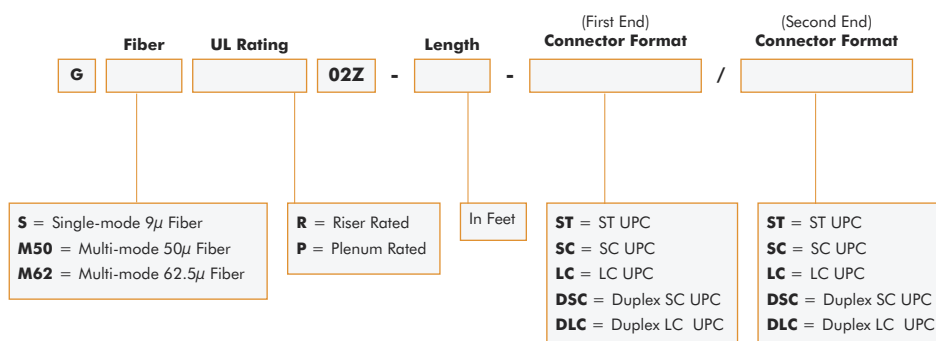 (First End)
(Second End)
Fiber
UL Rating
Length
Connector Format
Connector Format
G
02Z
-
-
/
S = Single-mode 9µ Fiber
M50 = Multi-mode 50µ Fiber
M62 = Multi-mode 62.5µ Fiber
R = Riser Rated
P = Plenum Rated
In Feet
ST = ST UPC
SC = SC UPC
LC = LC UPC
DSC = Duplex SC UPC
DLC = Duplex LC UPC
ST = ST UPC
SC = SC UPC
LC = LC UPC
DSC = Duplex SC UPC
DLC = Duplex LC UPC